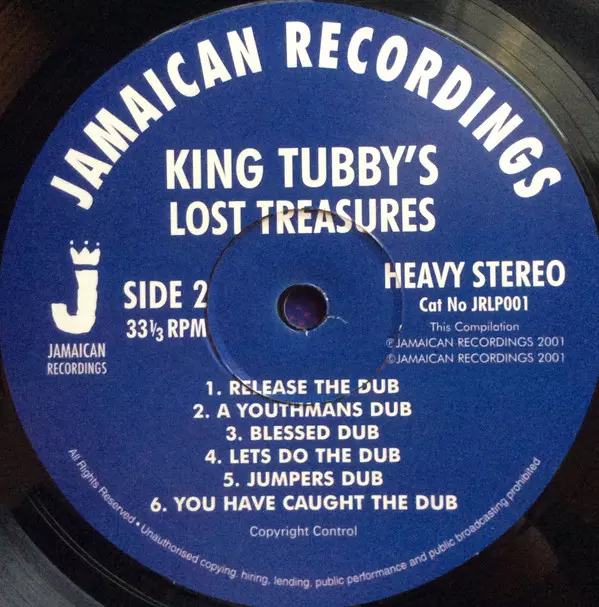 JAMAICAN RECORDINGS
KING TUBBY'S
LOST TREASURES
J
JAMAICAN
RECORDINGS
SIDE 2
33⅓ RPM
HEAVY STEREO
Cat No JRLP001
This Compilation
℗JAMAICAN RECORDINGS 2001
©JAMAICAN RECORDINGS 2001
1. RELEASE THE DUB
2. A YOUTHMANS DUB
3. BLESSED DUB
4. LETS DO THE DUB
5. JUMPERS DUB
6. YOU HAVE CAUGHT THE DUB
Copyright Control
All Rights Reserved • Unauthorised copying, hiring, lending, public performance and public broadcasting prohibited